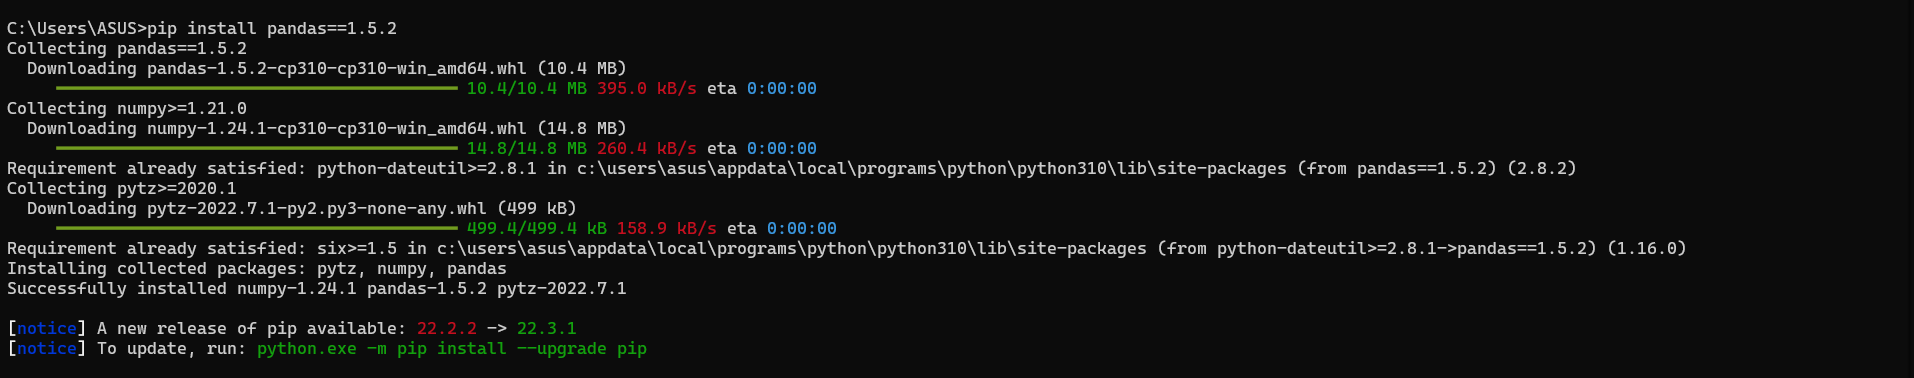 C:\Users\ASUS>pip install pandas==1.5.2
Collecting pandas==1.5.2
  Downloading pandas-1.5.2-cp310-cp310-win_amd64.whl (10.4 MB)
     10.4/10.4 MB 395.0 kB/s eta 0:00:00
Collecting numpy>=1.21.0
  Downloading numpy-1.24.1-cp310-cp310-win_amd64.whl (14.8 MB)
     14.8/14.8 MB 260.4 kB/s eta 0:00:00
Requirement already satisfied: python-dateutil>=2.8.1 in c:\users\asus\appdata\local\programs\python\python310\lib\site-packages (from pandas==1.5.2) (2.8.2)
Collecting pytz>=2020.1
  Downloading pytz-2022.7.1-py2.py3-none-any.whl (499 kB)
     499.4/499.4 kB 158.9 kB/s eta 0:00:00
Requirement already satisfied: six>=1.5 in c:\users\asus\appdata\local\programs\python\python310\lib\site-packages (from python-dateutil>=2.8.1->pandas==1.5.2) (1.16.0)
Installing collected packages: pytz, numpy, pandas
Successfully installed numpy-1.24.1 pandas-1.5.2 pytz-2022.7.1

[notice] A new release of pip available: 22.2.2 -> 22.3.1
[notice] To update, run: python.exe -m pip install --upgrade pip